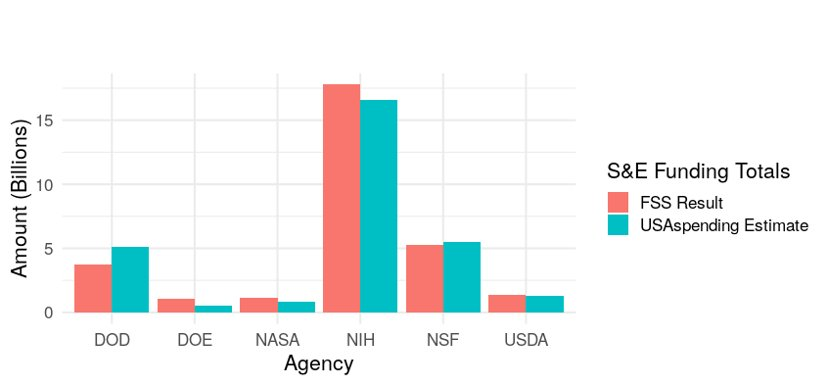 Amount (Billions)
15
10
5
0
DOD DOE NASA NIH NSF USDA
Agency
S&E Funding Totals
FSS Result
USAspending Estimate